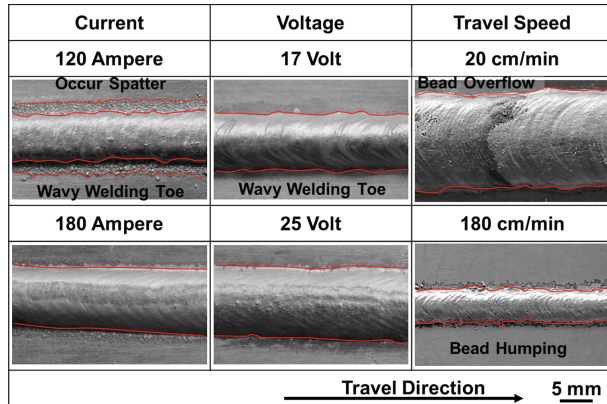 Current Voltage Travel Speed
120 Ampere 17 Volt 20 cm/min
Occur Spatter Bead Overflow
Wavy Welding Toe Wavy Welding Toe
180 Ampere 25 Volt 180 cm/min
Bead Humping
Travel Direction 5 mm